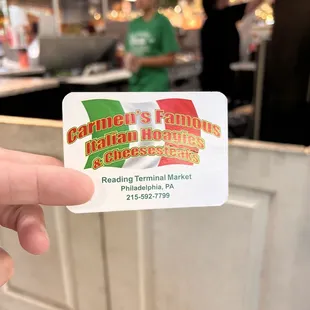 Carmen's Famous
Italian Hoagies
& Cheesesteaks
Reading Terminal Market
Philadelphia, PA
215-592-7799